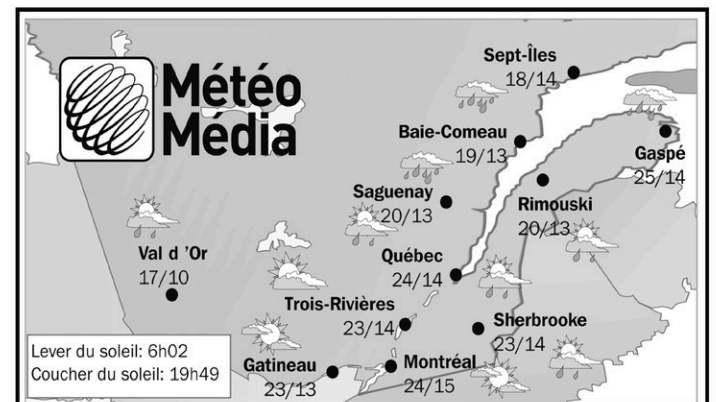 Météo
Média
Sept-Îles
18/14
Baie-Comeau
19/13
Gaspé
25/14
Saguenay
20/13
Rimouski
20/13
Val d ’Or
17/10
Québec
24/14
Trois-Rivières
23/14
Sherbrooke
23/14
Lever du soleil: 6h02
Coucher du soleil: 19h49
Gatineau
23/13
Montréal
24/15